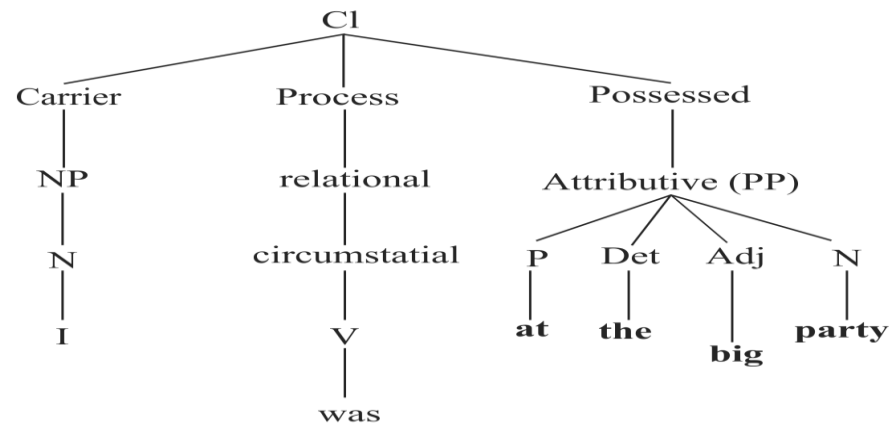 Cl
Carrier Process Possessed
NP relational Attributive (PP)
N circumstatial P Det Adj N
I V at the big party
was